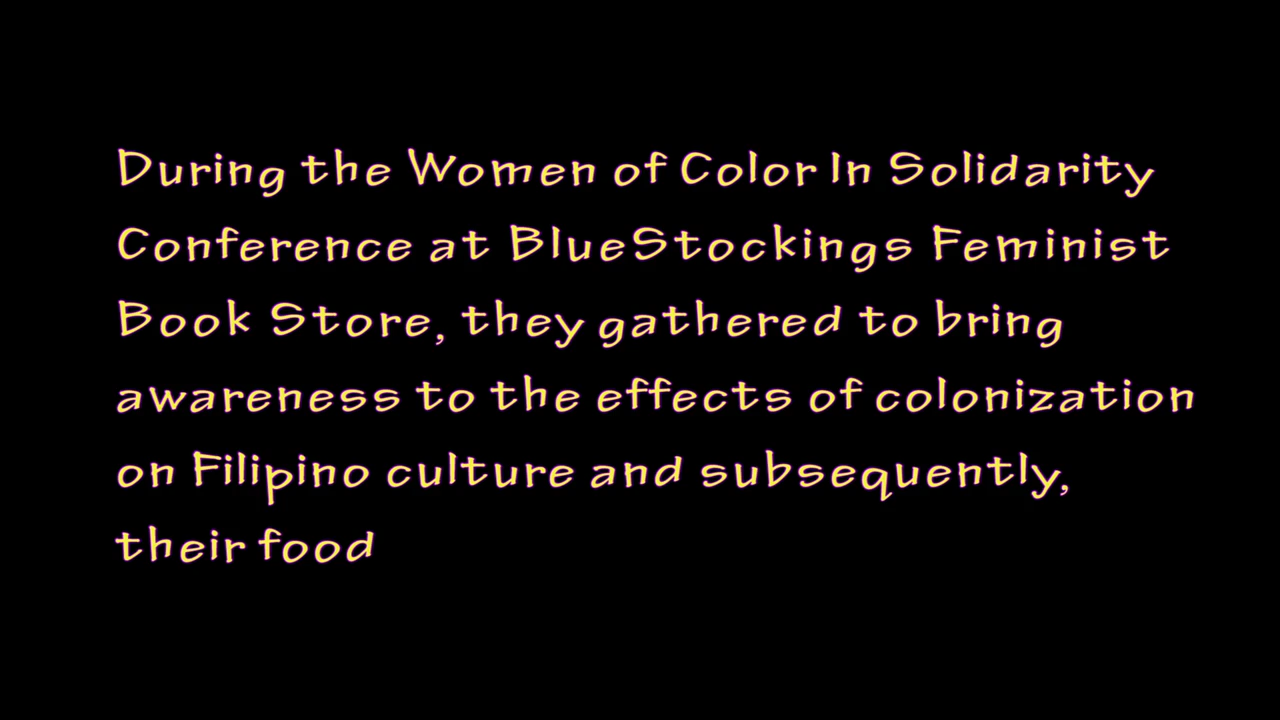 During the Women of Color In Solidarity
Conference at BlueStockings Feminist
Book Store, they gathered to bring
awareness to the effects of colonization
on Filipino culture and subsequently,
their food